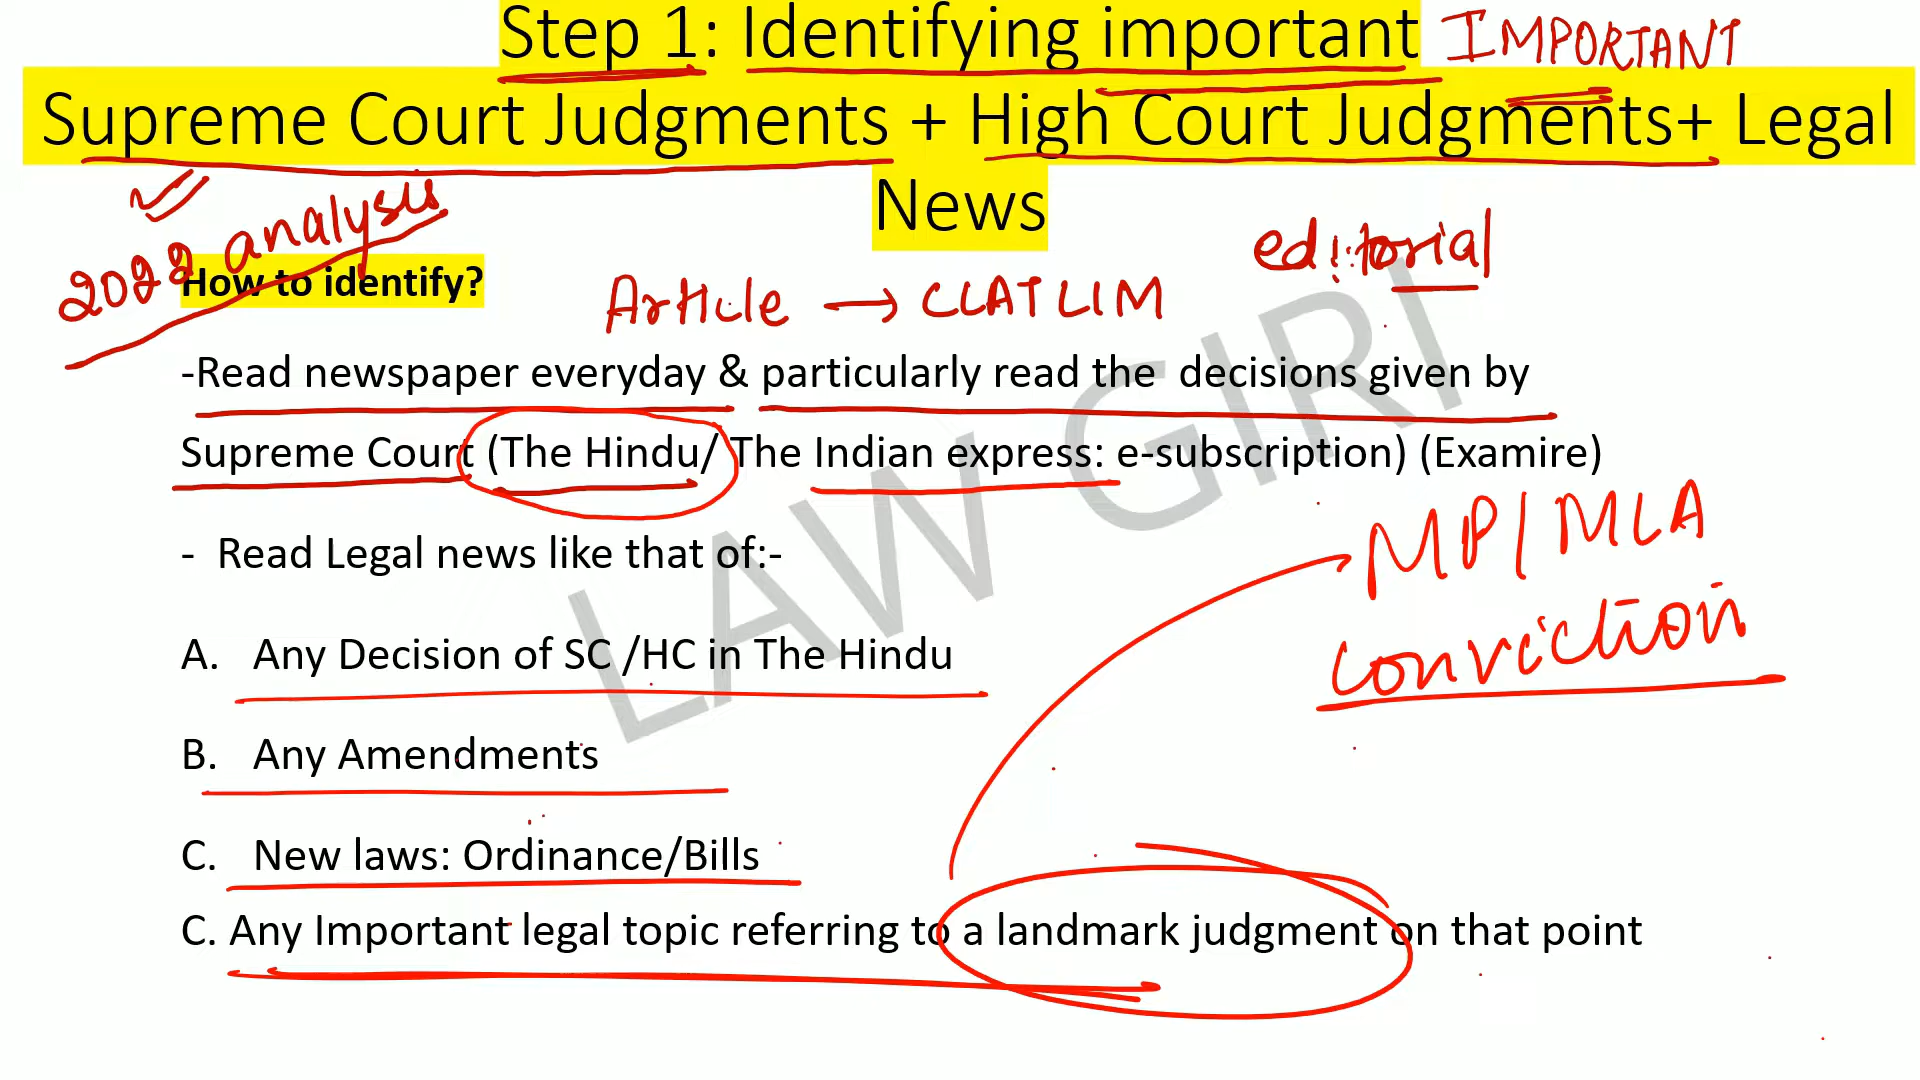 Step 1: Identifying important IMPORTANT
Supreme Court Judgments + High Court Judgments+ Legal
News
2022 analysis
editorial
How to identify?
Article → CLAT LIM
-Read newspaper everyday & particularly read the decisions given by
Supreme Court (The Hindu/ The Indian express: e-subscription) (Examire)
MP/MLA
- Read Legal news like that of:-
conviction
A. Any Decision of SC /HC in The Hindu
B. Any Amendments
C. New laws: Ordinance/Bills
C. Any Important legal topic referring to a landmark judgment on that point
LAW GIRI